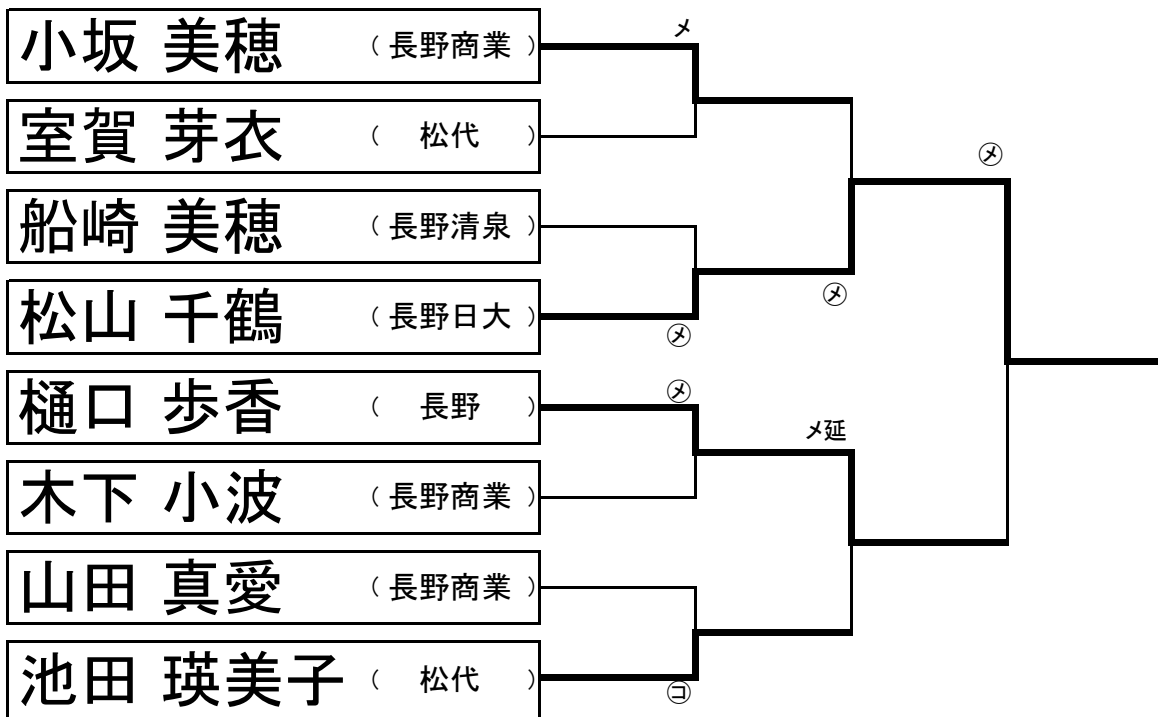 小坂 美穂 （ 長野商業 ） メ
室賀 芽衣 （ 松代 ）
㋱
船崎 美穂 （ 長野清泉 ）
㋱
松山 千鶴 （ 長野日大 ）
㋱
㋱
樋口 歩香 （ 長野 ）
メ延
木下 小波 （ 長野商業 ）
山田 真愛 （ 長野商業 ）
池田 瑛美子 （ 松代 ）
㋙